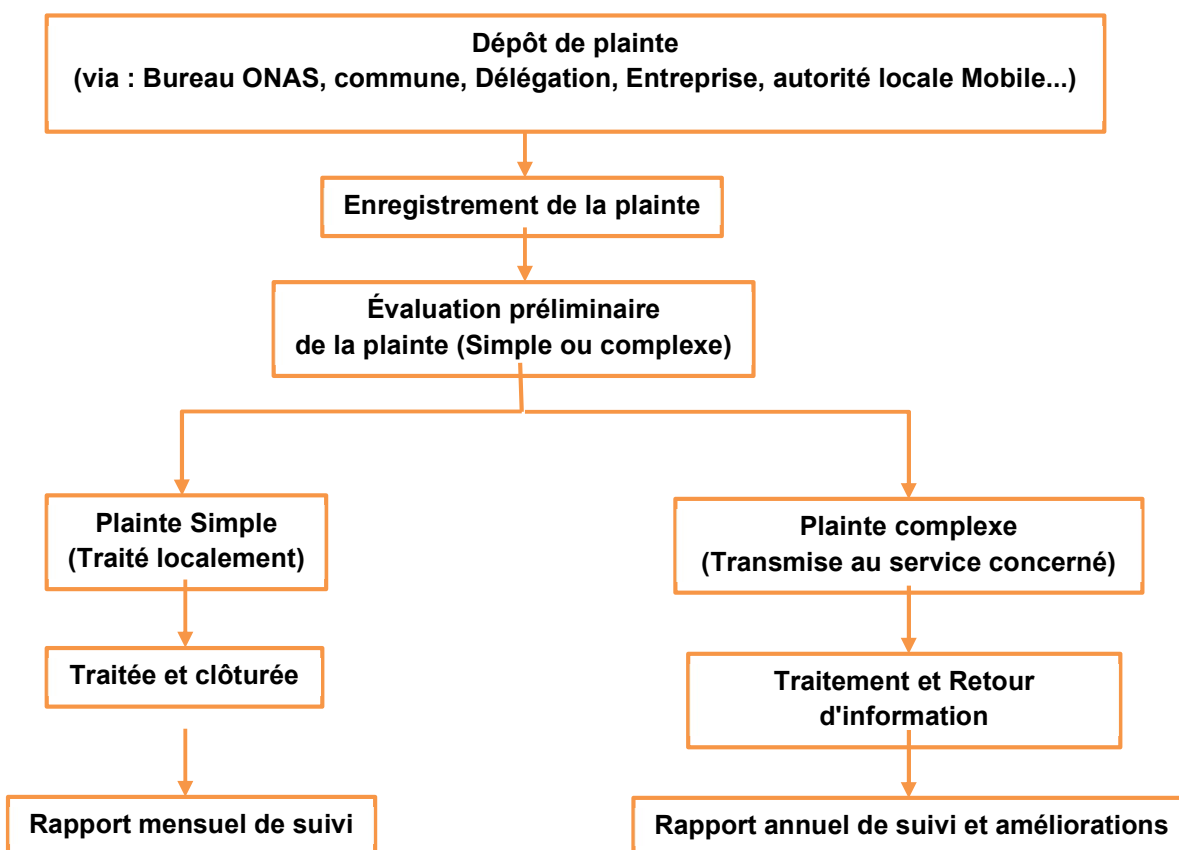 Dépôt de plainte
(via : Bureau ONAS, commune, Délégation, Entreprise, autorité locale Mobile...)
Enregistrement de la plainte
Évaluation préliminaire
de la plainte (Simple ou complexe)
Plainte Simple
(Traité localement)
Plainte complexe
(Transmise au service concerné)
Traitée et clôturée
Traitement et Retour
d'information
Rapport mensuel de suivi
Rapport annuel de suivi et améliorations